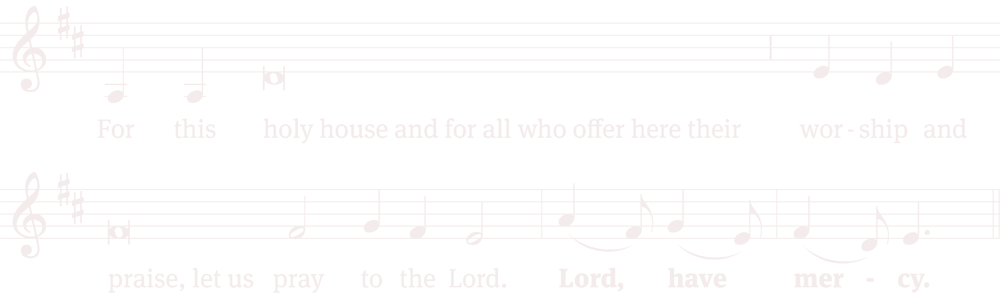 For this holy house and for all who offer here their wor - ship and
praise, let us pray to the Lord. Lord, have mer - cy.